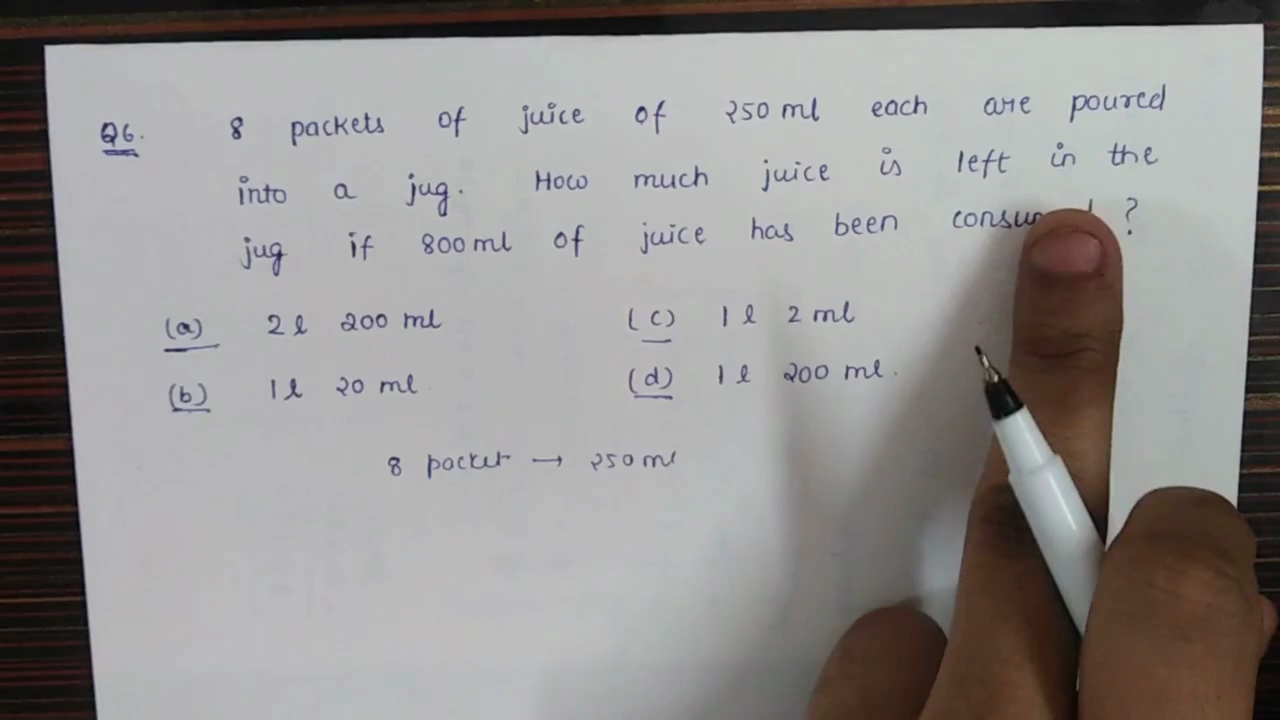 Q6. 8 packets of juice of 250 ml each are poured
into a jug. How much juice is left in the
jug if 800 ml of juice has been ?
(a) 2 l 200 ml (c) 1 l 2 ml
(b) 1 l 20 ml (d) 1 l 200 ml.
8 packet → 250 ml